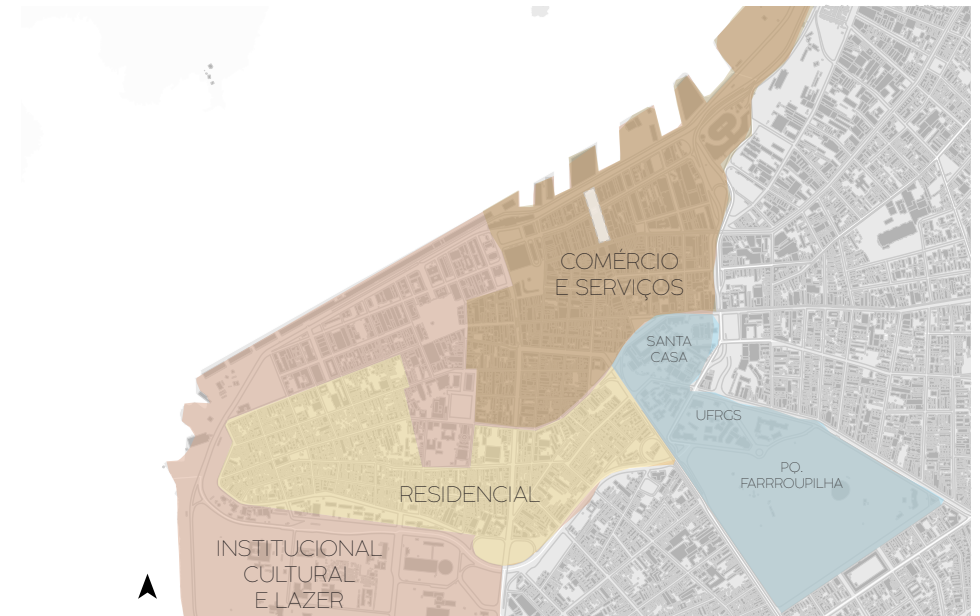 COMÉRCIO
E SERVIÇOS
SANTA
CASA
UFRGS
PQ.
FARRROUPILHA
RESIDENCIAL
INSTITUCIONAL
CULTURAL
E LAZER